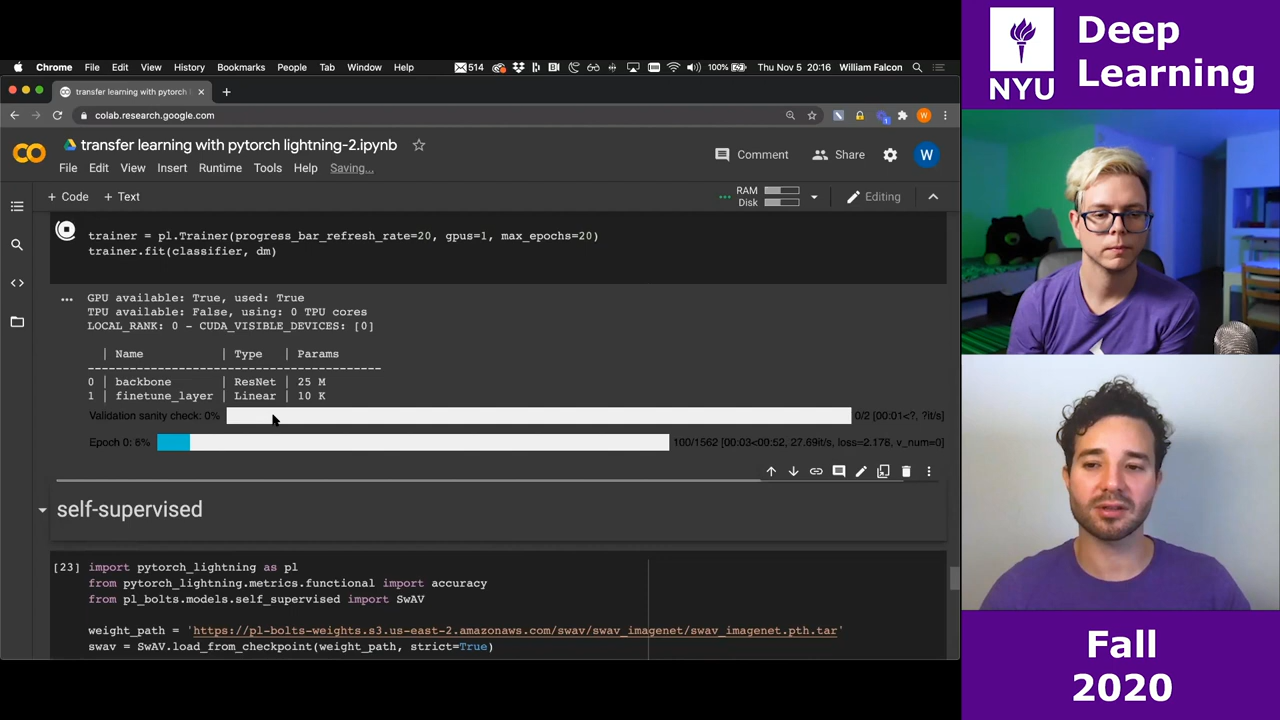 Chrome File Edit View History Bookmarks People Tab Window Help 514 100% Thu Nov 5 20:16 William Falcon
transfer learning with pytorch l
colab.research.google.com
transfer learning with pytorch lightning-2.ipynb
Comment Share W
File Edit View Insert Runtime Tools Help Saving...
+ Code + Text RAM Disk Editing
trainer = pl.Trainer(progress_bar_refresh_rate=20, gpus=1, max_epochs=20)
trainer.fit(classifier, dm)
GPU available: True, used: True
TPU available: False, using: 0 TPU cores
LOCAL_RANK: 0 - CUDA_VISIBLE_DEVICES: [0]
| Name | Type | Params
-----------------------------------------
0 | backbone | ResNet | 25 M
1 | finetune_layer | Linear | 10 K
Validation sanity check: 0% 0/2 [00:01<?, ?it/s]
Epoch 0: 6% 100/1562 [00:03<00:52, 27.69it/s, loss=2.178, v_num=0]
self-supervised
[23] import pytorch_lightning as pl
from pytorch_lightning.metrics.functional import accuracy
from pl_bolts.models.self_supervised import SwAV
weight_path = 'https://pl-bolts-weights.s3.us-east-2.amazonaws.com/swav/swav_imagenet/swav_imagenet.pth.tar'
swav = SwAV.load_from_checkpoint(weight_path, strict=True)
NYU
Deep
Learning
Fall
2020